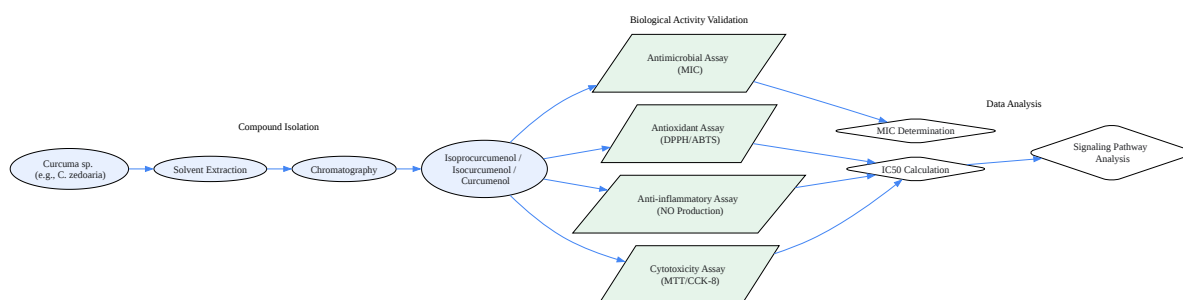 Biological Activity Validation
Antimicrobial Assay
(MIC)
Data Analysis
Compound Isolation
Antioxidant Assay
(DPPH/ABTS)
MIC Determination
Curcuma sp.
(e.g., C. zedoaria)
Solvent Extraction
Chromatography
Isoprocurcumenol /
Isocurcumenol /
Curcumenol
IC50 Calculation
Signaling Pathway
Analysis
Anti-inflammatory Assay
(NO Production)
Cytotoxicity Assay
(MTT/CCK-8)